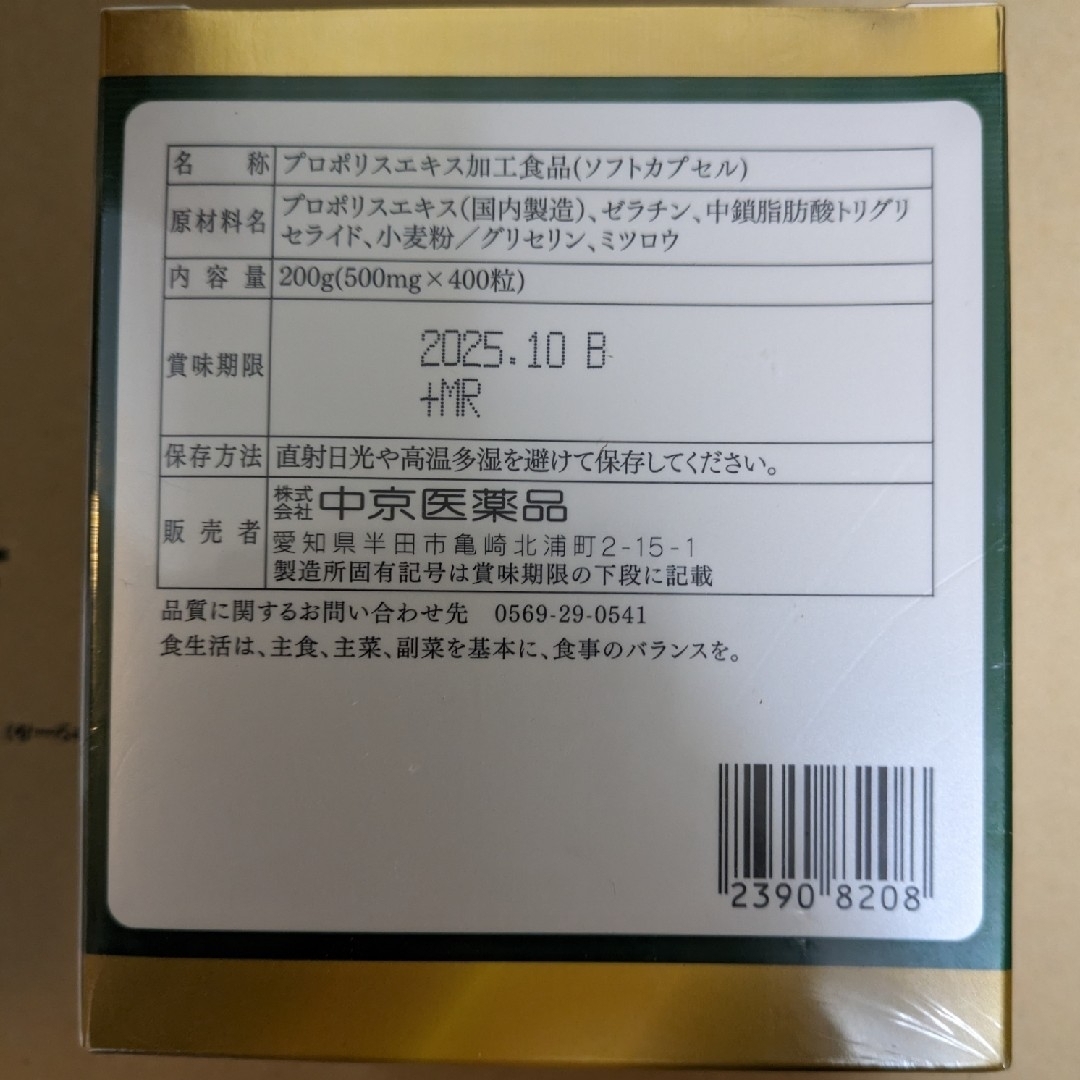 名称 プロポリスエキス加工食品(ソフトカプセル)
原材料名 プロポリスエキス(国内製造)、ゼラチン、中鎖脂肪酸トリグリ
セライド、小麦粉／グリセリン、ミツロウ
内容量 200g(500mg×400粒)
賞味期限 2025.10 B
+MR
保存方法 直射日光や高温多湿を避けて保存してください。
販売者 株式会社 中京医薬品
愛知県半田市亀崎北浦町2-15-1
製造所固有記号は賞味期限の下段に記載
品質に関するお問い合わせ先 0569-29-0541
食生活は、主食、主菜、副菜を基本に、食事のバランスを。
2390 8208